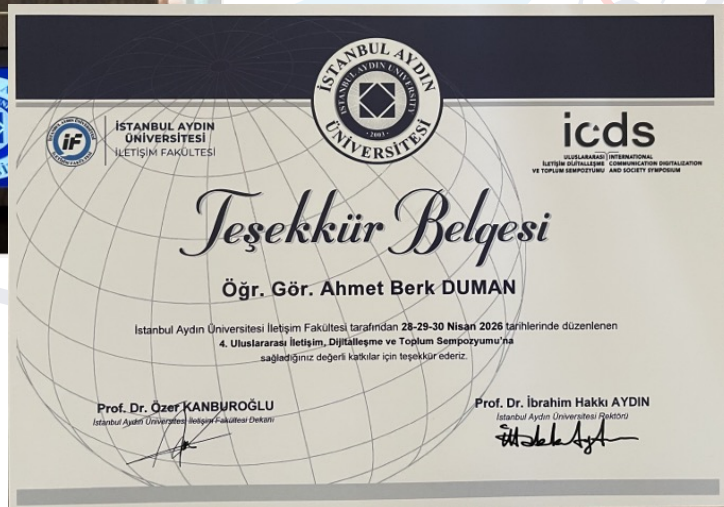 İSTANBUL AYDIN ÜNİVERSİTESİ
İSTANBUL AYDIN UNIVERSITY
2003
iF
İSTANBUL AYDIN
ÜNİVERSİTESİ
İLETİŞİM FAKÜLTESİ
icds
ULUSLARARASI
İLETİŞİM DİJİTALLEŞME
VE TOPLUM SEMPOZYUMU
INTERNATIONAL
COMMUNICATION DIGITALIZATION
AND SOCIETY SYMPOSIUM
Teşekkür Belgesi
Öğr. Gör. Ahmet Berk DUMAN
İstanbul Aydın Üniversitesi İletişim Fakültesi tarafından 28-29-30 Nisan 2026 tarihlerinde düzenlenen
4. Uluslararası İletişim, Dijitalleşme ve Toplum Sempozyumu'na
sağladığınız değerli katkılar için teşekkür ederiz.
Prof. Dr. Özer KANBUROĞLU
İstanbul Aydın Üniversitesi İletişim Fakültesi Dekanı
Prof. Dr. İbrahim Hakkı AYDIN
İstanbul Aydın Üniversitesi Rektörü